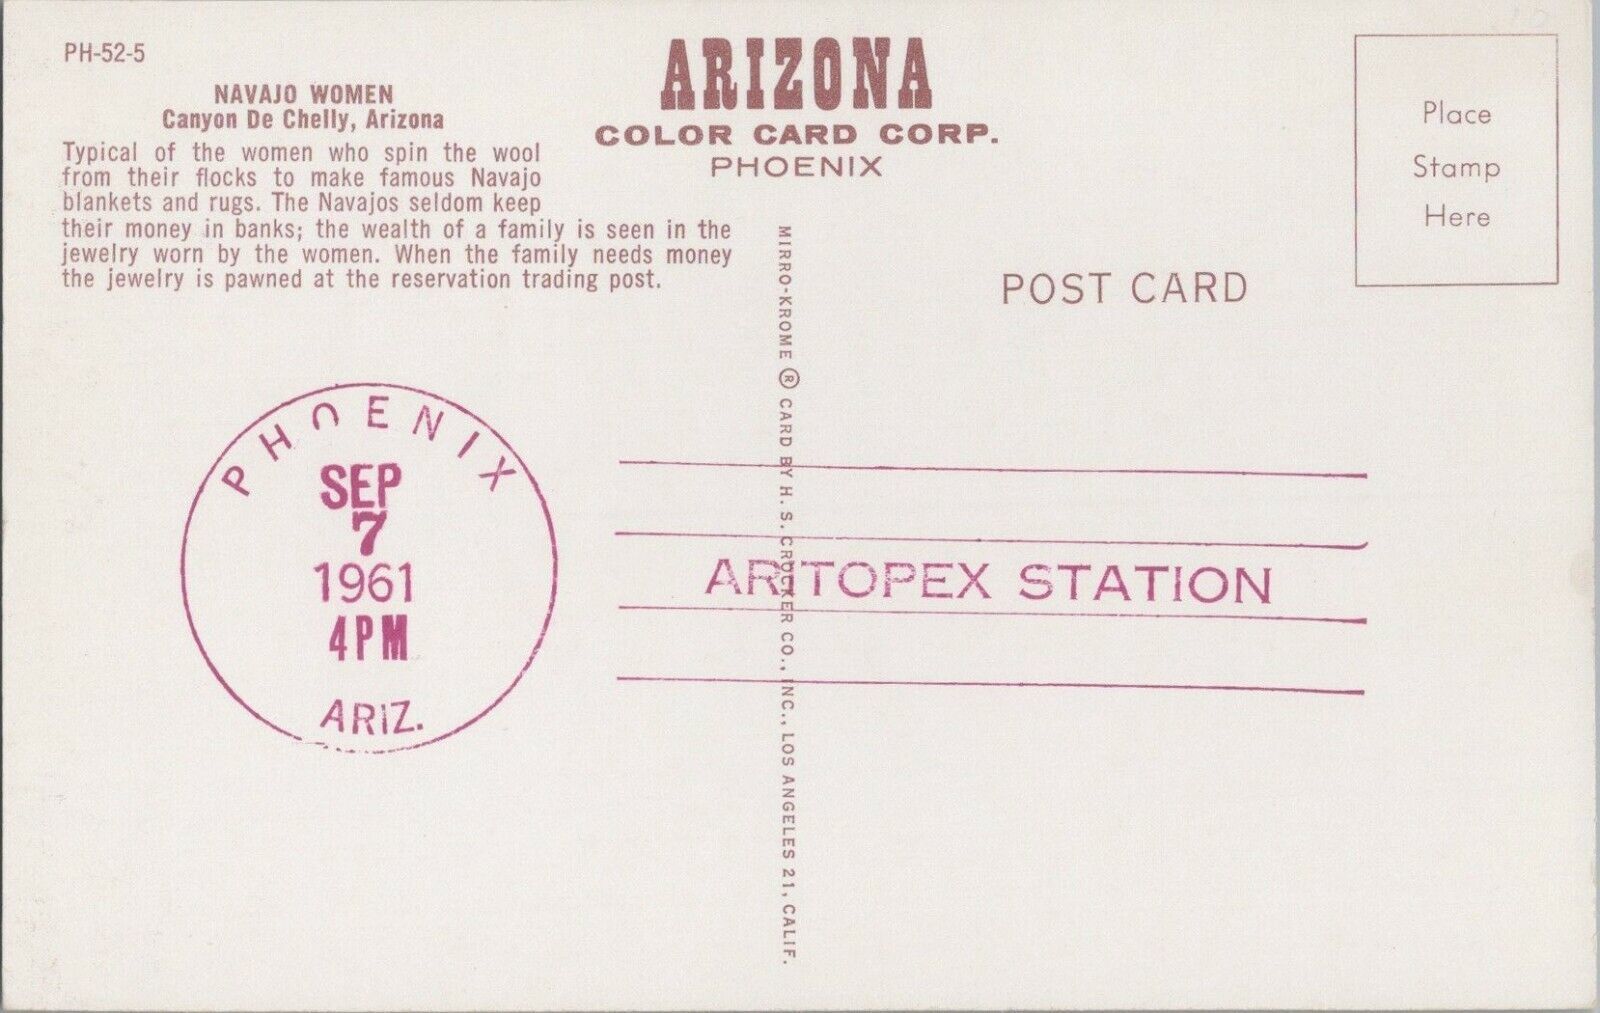 PH-52-5
NAVAJO WOMEN
Canyon De Chelly, Arizona
Typical of the women who spin the wool
from their flocks to make famous Navajo
blankets and rugs. The Navajos seldom keep
their money in banks; the wealth of a family is seen in the
jewelry worn by the women. When the family needs money
the jewelry is pawned at the reservation trading post.
ARIZONA
COLOR CARD CORP.
PHOENIX
Place
Stamp
Here
POST CARD
MIRRO-KROME ® CARD BY H. S. CROCKER CO., INC., LOS ANGELES 21, CALIF.
PHOENIX
SEP
7
1961
4 PM
ARIZ.
ARITOPEX STATION